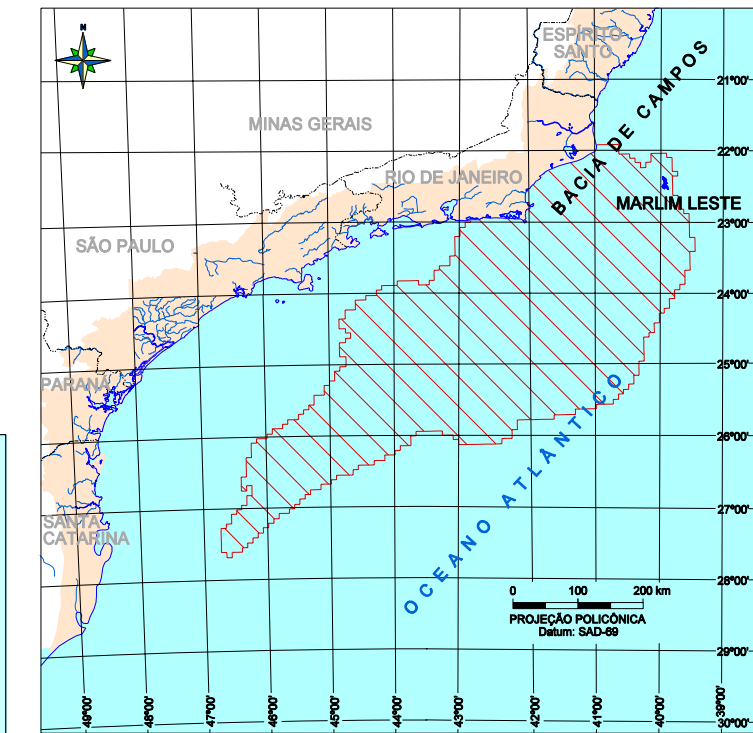 N
ESPÍRITO
SANTO
BACIA DE CAMPOS
21°00'
MINAS GERAIS
22°00'
RIO DE JANEIRO
MARLIM LESTE
23°00'
SÃO PAULO
24°00'
25°00'
PARANÁ
OCEANO ATLÂNTICO
26°00'
27°00'
SANTA
CATARINA
28°00'
0 100 200 km
PROJEÇÃO POLICÔNICA
Datum: SAD-69
29°00'
30°00'
49°00' 48°00' 47°00' 46°00' 45°00' 44°00' 43°00' 42°00' 41°00' 40°00' 39°00'